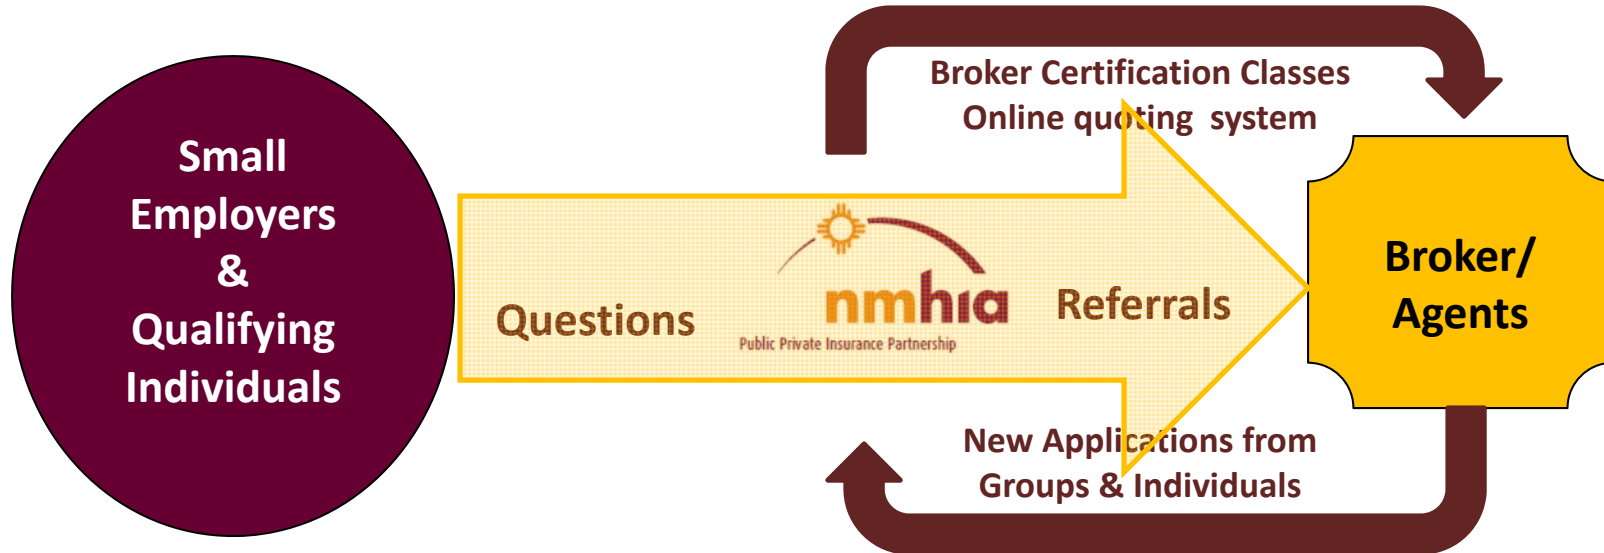 Small
Employers
&
Qualifying
Individuals
Questions
nmhia
Public Private Insurance Partnership
Referrals
Broker Certification Classes
Online quoting system
Broker/
Agents
New Applications from
Groups & Individuals